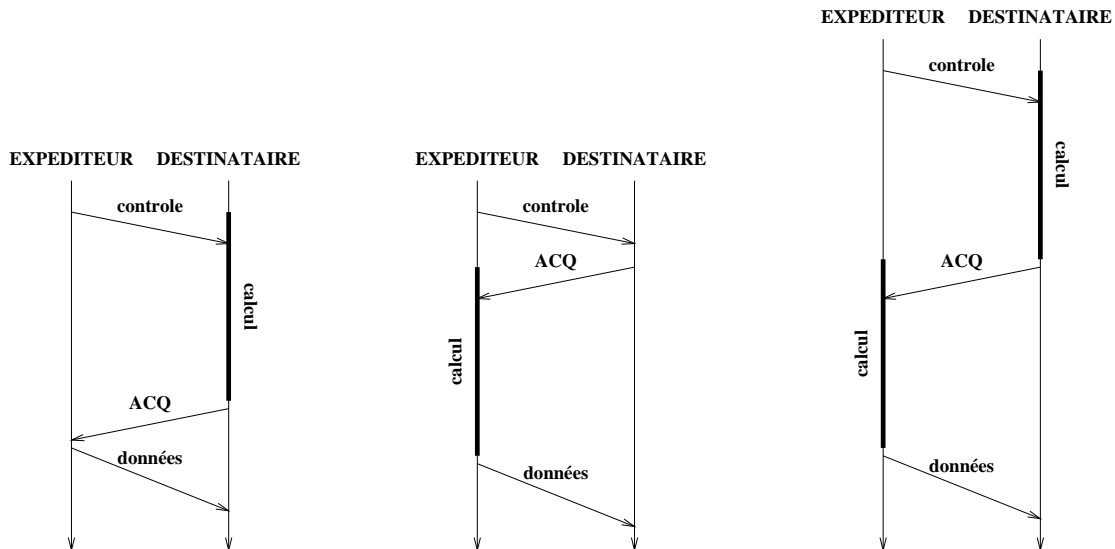 EXPEDITEUR DESTINATAIRE
controle
calcul
ACQ
données
EXPEDITEUR DESTINATAIRE
controle
ACQ
calcul
données
EXPEDITEUR DESTINATAIRE
controle
calcul
ACQ
calcul
données